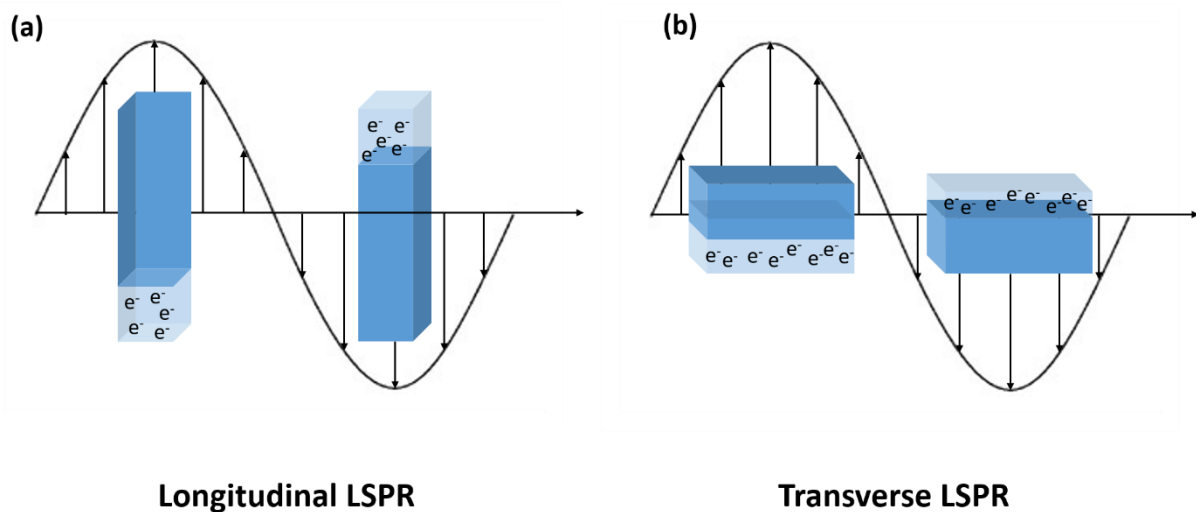 (a)
e⁻ e⁻
e⁻
e⁻ e⁻
e⁻ e⁻
e⁻
e⁻ e⁻
Longitudinal LSPR
(b)
e⁻ e⁻ e⁻ e⁻ e⁻ e⁻ e⁻ e⁻
e⁻ e⁻ e⁻ e⁻ e⁻ e⁻ e⁻ e⁻
Transverse LSPR